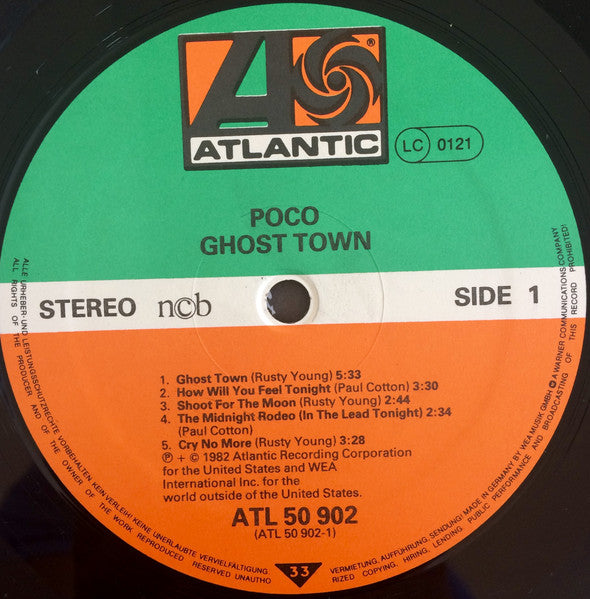 ATLANTIC
®
LC 0121
POCO
GHOST TOWN
STEREO ncb SIDE 1
1. Ghost Town (Rusty Young) 5:33
2. How Will You Feel Tonight (Paul Cotton) 3:30
3. Shoot For The Moon (Rusty Young) 2:44
4. The Midnight Rodeo (In The Lead Tonight) 2:34
(Paul Cotton)
5. Cry No More (Rusty Young) 3:28
℗ + © 1982 Atlantic Recording Corporation
for the United States and WEA
International Inc. for the
world outside of the United States.
ATL 50 902
(ATL 50 902-1)
33
ALLE URHEBER- UND LEISTUNGSSCHUTZRECHTE VORBEHALTEN KEIN VERLEIH! KEINE UNERLAUBTE VERVIELFÄLTIGUNG, VERMIETUNG, AUFFÜHRUNG, SENDUNG! MADE IN GERMANY BY WEA MUSIK GMBH A WARNER COMMUNICATIONS COMPANY
ALL RIGHTS OF THE PRODUCER AND OF THE OWNER OF THE WORK REPRODUCED RESERVED UNAUTHORIZED COPYING, HIRING, LENDING, PUBLIC PERFORMANCE AND BROADCASTING OF THIS RECORD PROHIBITED!